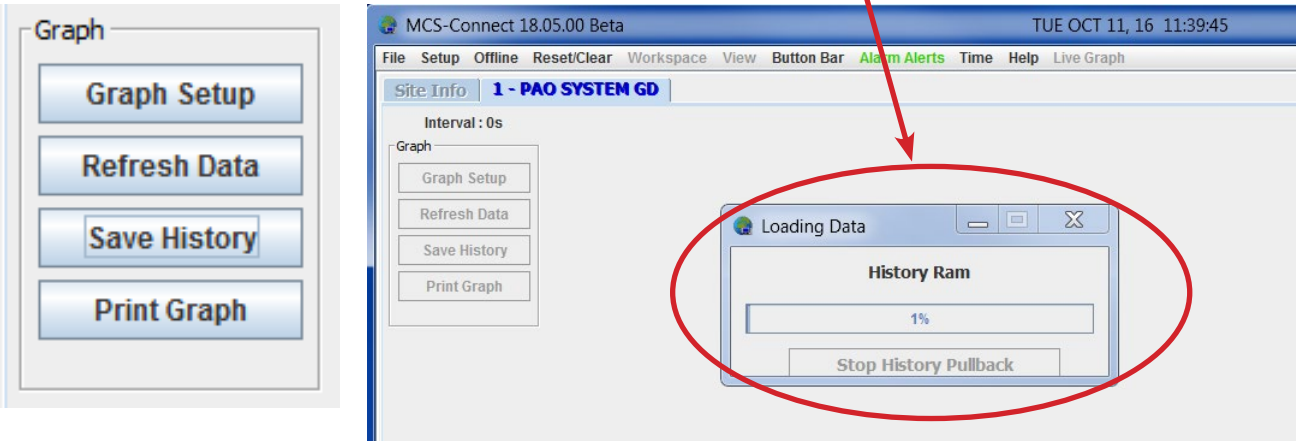 Graph
Graph Setup
Refresh Data
Save History
Print Graph
MCS-Connect 18.05.00 Beta TUE OCT 11, 16 11:39:45
File Setup Offline Reset/Clear Workspace View Button Bar Alarm Alerts Time Help Live Graph
Site Info 1 - PAO SYSTEM GD
Interval : 0s
Graph
Graph Setup
Refresh Data
Save History
Print Graph
Loading Data
History Ram
1%
Stop History Pullback